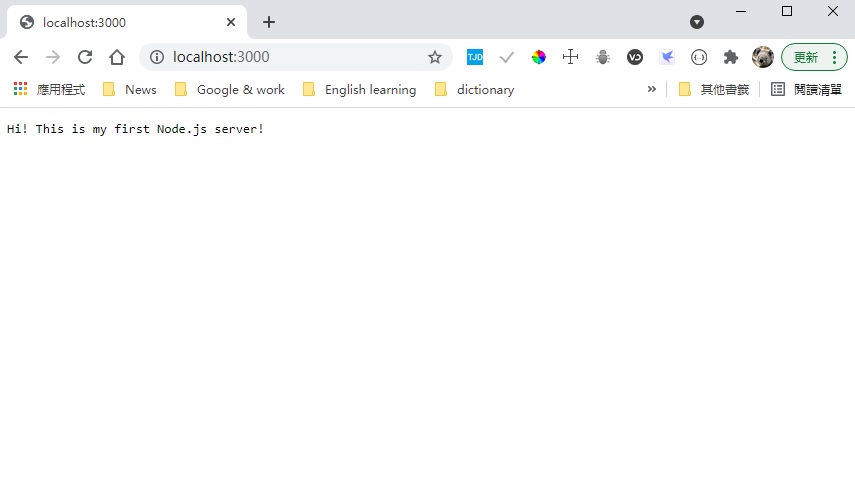 localhost:3000
localhost:3000
TJD
VD
更新
應用程式 News Google & work English learning dictionary » 其他書籤 閱讀清單
Hi! This is my first Node.js server!